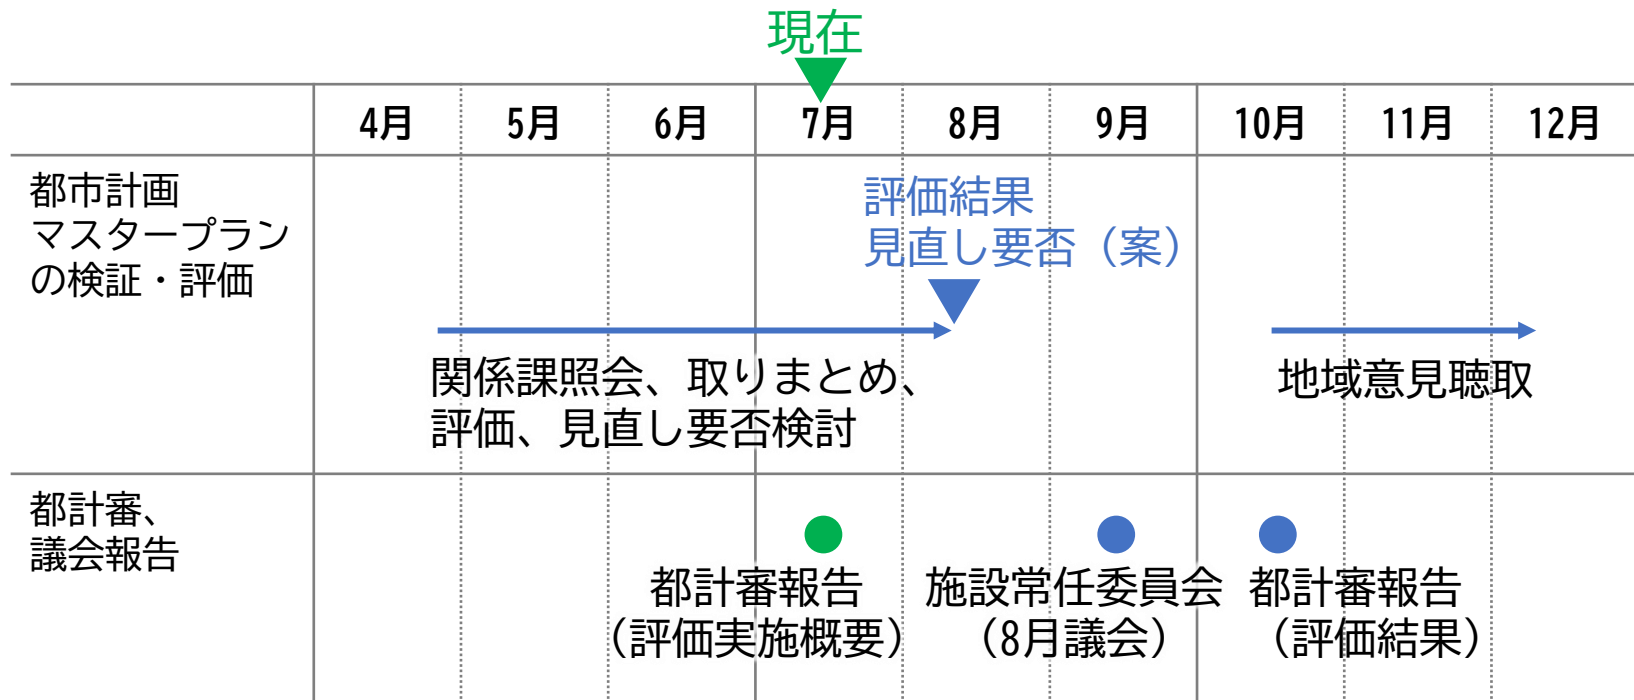 現在
4月 5月 6月 7月 8月 9月 10月 11月 12月
都市計画
マスタープラン
の検証・評価
評価結果
見直し要否（案）
関係課照会、取りまとめ、
評価、見直し要否検討
地域意見聴取
都計審、
議会報告
都計審報告
（評価実施概要）
施設常任委員会
（8月議会）
都計審報告
（評価結果）